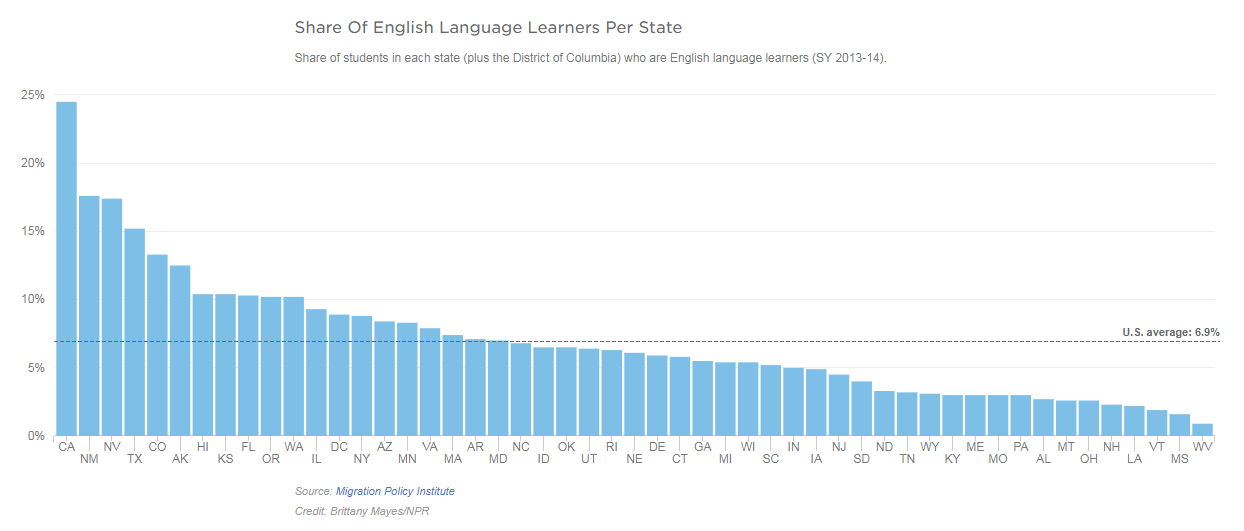 Share Of English Language Learners Per State
Share of students in each state (plus the District of Columbia) who are English language learners (SY 2013-14).
25%
20%
15%
10%
U.S. average: 6.9%
5%
0%
CA NV CO HI FL WA DC AZ VA AR NC OK RI DE GA WI IN NJ ND WY ME PA MT NH VT WV
NM TX AK KS OR IL NY MN MA MD ID UT NE CT MI SC IA SD TN KY MO AL OH LA MS
Source: Migration Policy Institute
Credit: Brittany Mayes/NPR